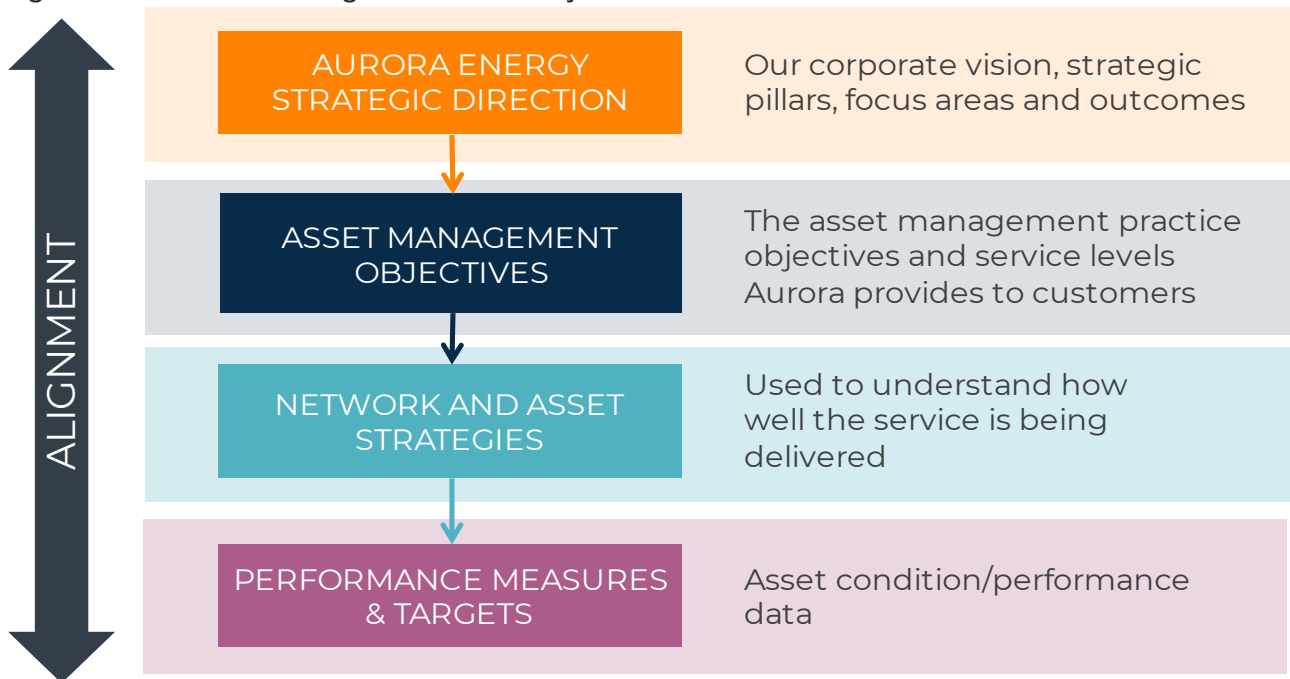 AURORA ENERGY
STRATEGIC DIRECTION
Our corporate vision, strategic
pillars, focus areas and outcomes
ASSET MANAGEMENT
OBJECTIVES
The asset management practice
objectives and service levels
Aurora provides to customers
ALIGNMENT
NETWORK AND ASSET
STRATEGIES
Used to understand how
well the service is being
delivered
PERFORMANCE MEASURES
& TARGETS
Asset condition/performance
data